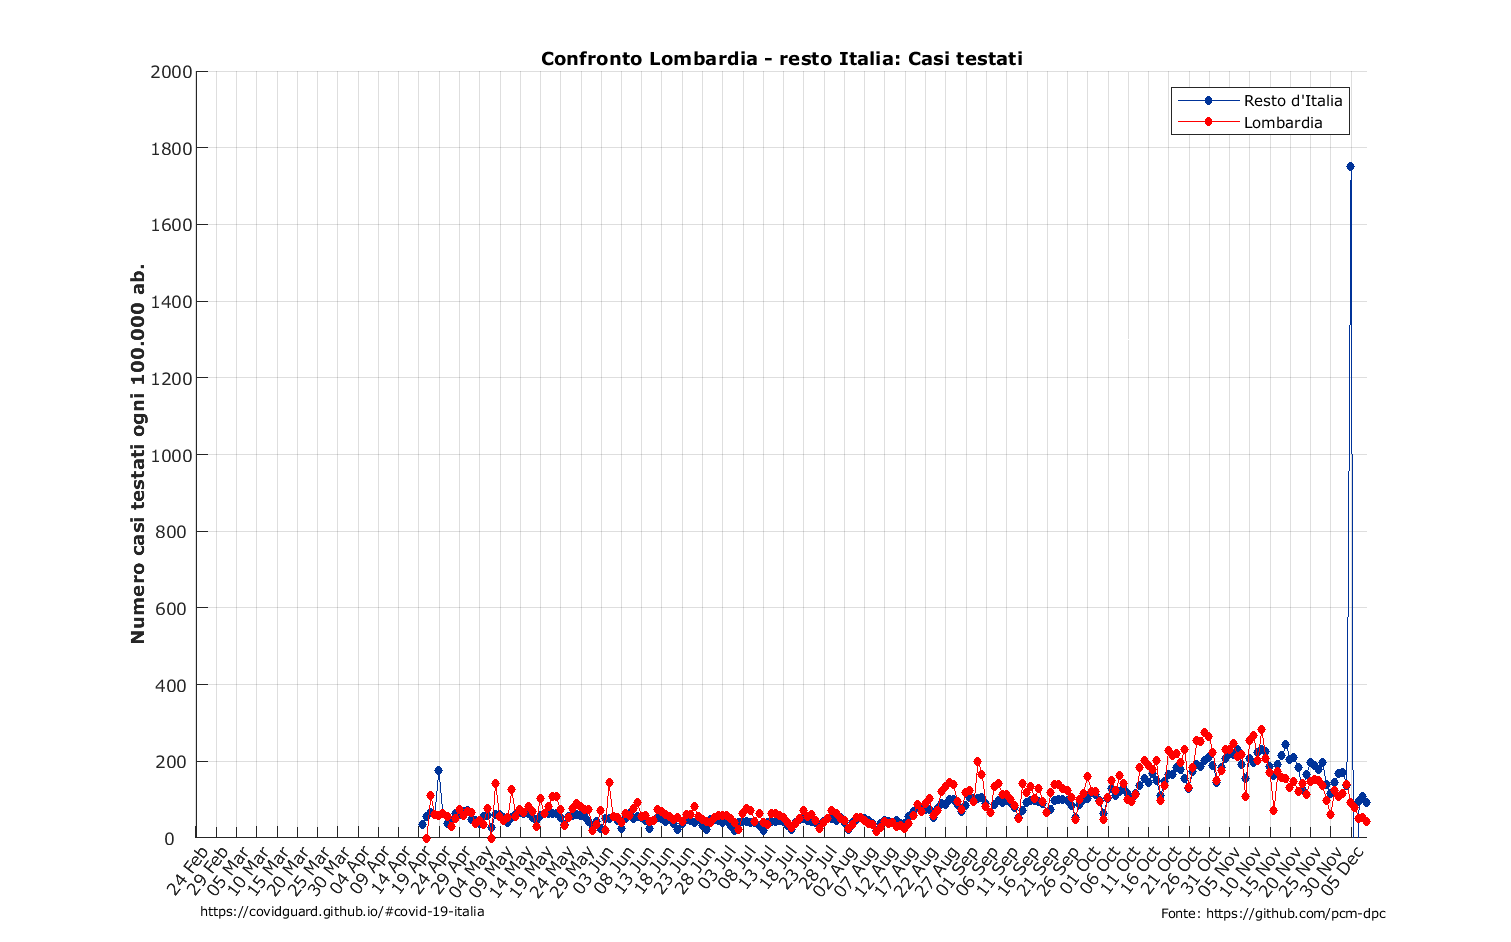 Confronto Lombardia - resto Italia: Casi testati
Resto d'Italia
Lombardia
Numero casi testati ogni 100.000 ab.
2000
1800
1600
1400
1200
1000
800
600
400
200
0
24 Feb
29 Feb
05 Mar
10 Mar
15 Mar
20 Mar
25 Mar
30 Mar
04 Apr
09 Apr
14 Apr
19 Apr
24 Apr
29 Apr
04 May
09 May
14 May
19 May
24 May
29 May
03 Jun
08 Jun
13 Jun
18 Jun
23 Jun
28 Jun
03 Jul
08 Jul
13 Jul
18 Jul
23 Jul
28 Jul
02 Aug
07 Aug
12 Aug
17 Aug
22 Aug
27 Aug
01 Sep
06 Sep
11 Sep
16 Sep
21 Sep
26 Sep
01 Oct
06 Oct
11 Oct
16 Oct
21 Oct
26 Oct
31 Oct
05 Nov
10 Nov
15 Nov
20 Nov
25 Nov
30 Nov
05 Dec
https://covidguard.github.io/#covid-19-italia
Fonte: https://github.com/pcm-dpc